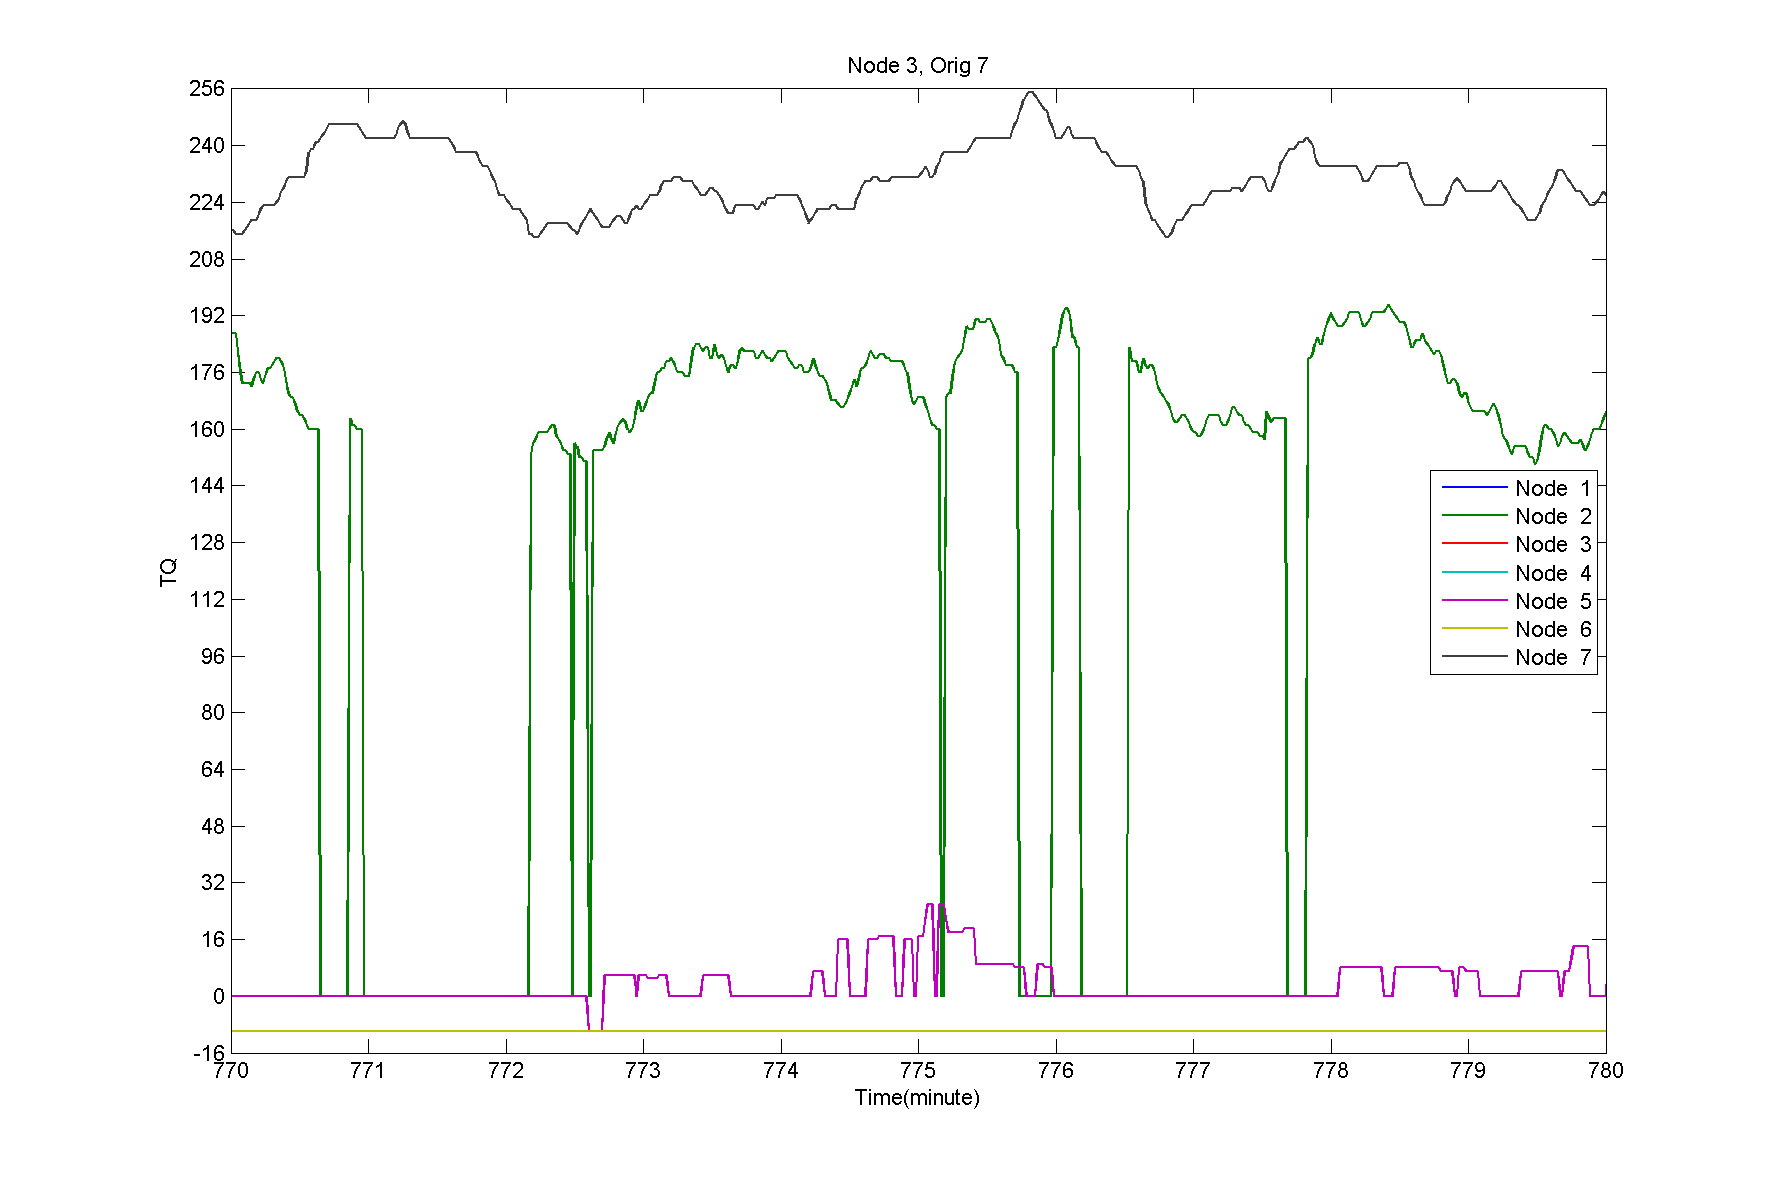 Node 3, Orig 7
256
240
224
208
192
176
160
144
128
112
96
80
64
48
32
16
0
-16
TQ
Node 1
Node 2
Node 3
Node 4
Node 5
Node 6
Node 7
770 771 772 773 774 775 776 777 778 779 780
Time(minute)